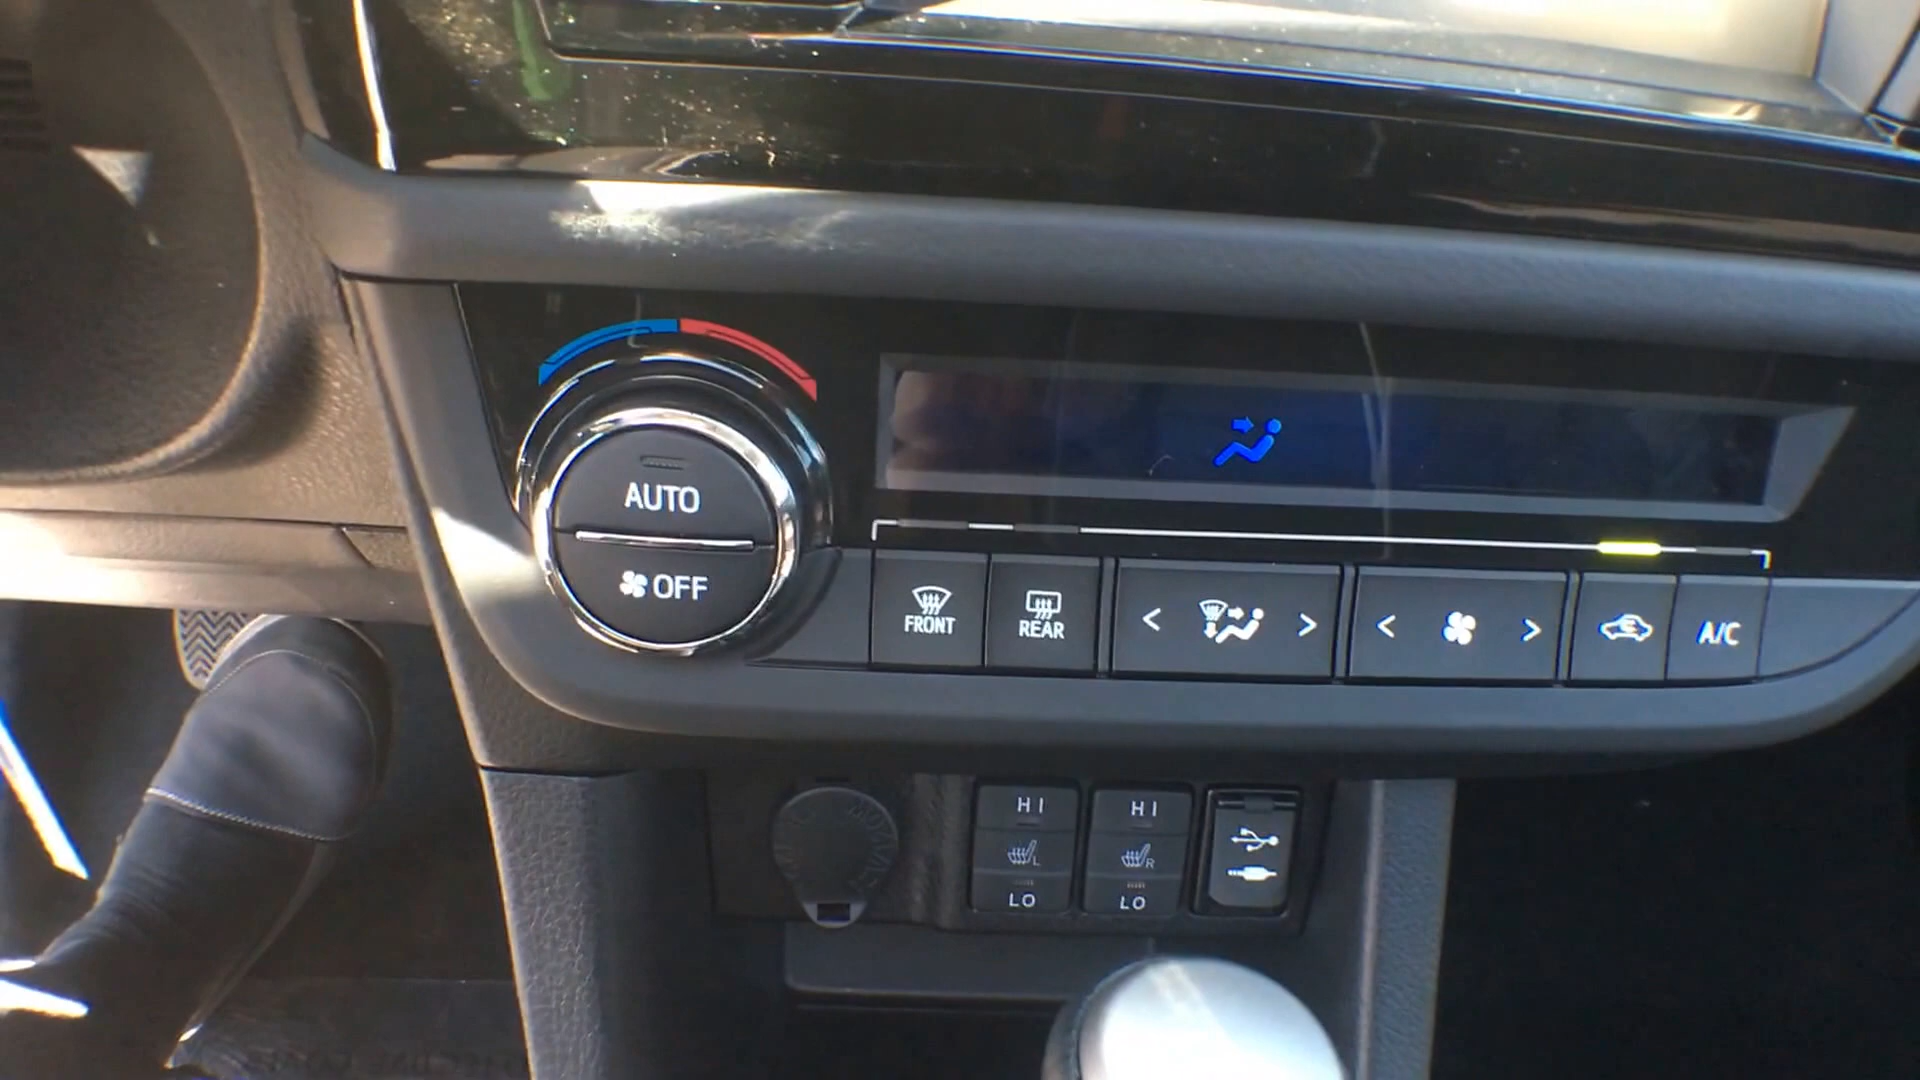 AUTO
OFF
FRONT
REAR
< >
< >
A/C
HI
HI
L
R
LO
LO